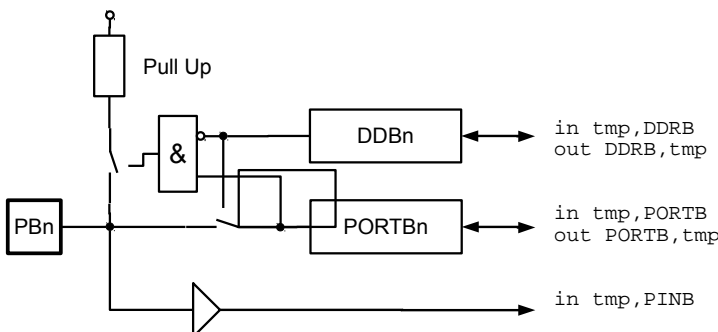 Pull Up
&
DDBn
in tmp,DDRB
out DDRB,tmp
PBn
PORTBn
in tmp,PORTB
out PORTB,tmp
in tmp,PINB